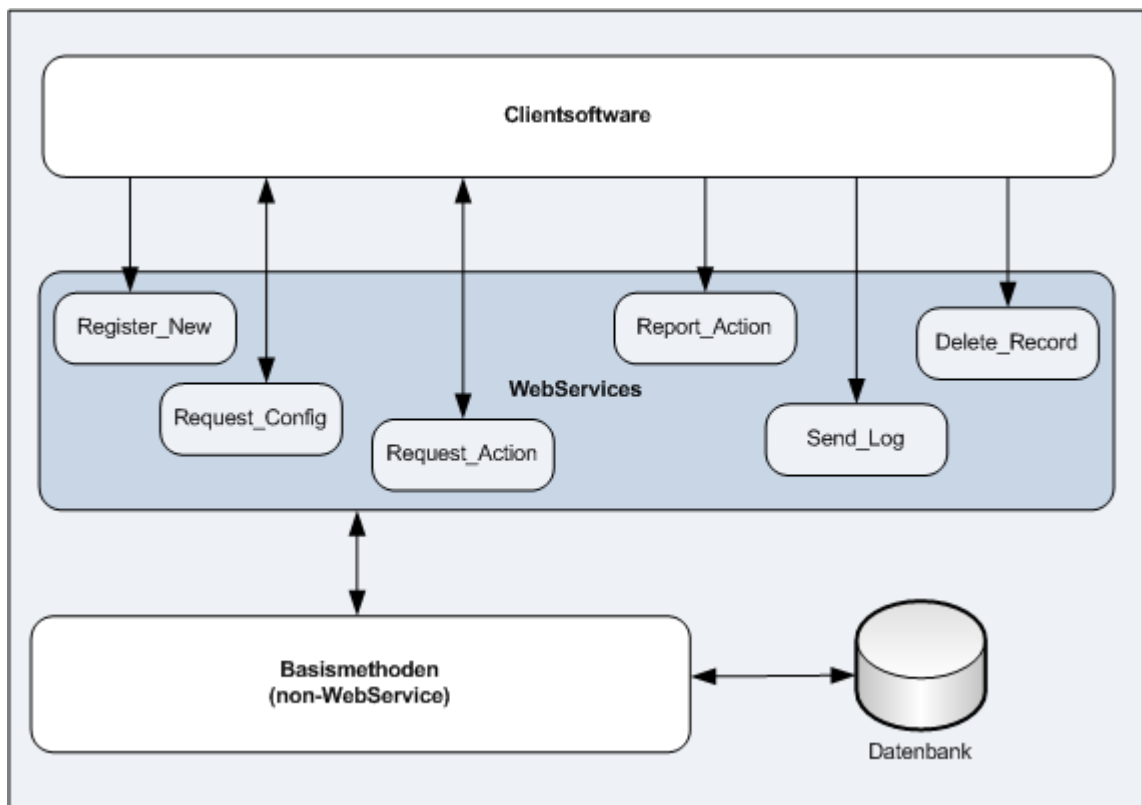 Clientsoftware
Register_New
Report_Action
Delete_Record
WebServices
Request_Config
Request_Action
Send_Log
Basismethoden
(non-WebService)
Datenbank